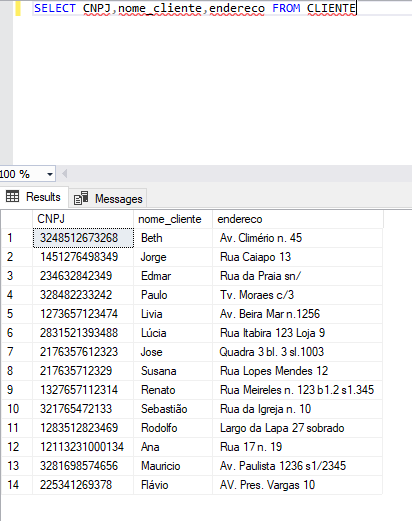 SELECT CNPJ,nome_cliente,endereco FROM CLIENTE
100 %
Results Messages
CNPJ nome_cliente endereco
1 3248512673268 Beth Av. Climério n. 45
2 1451276498349 Jorge Rua Caiapo 13
3 234632842349 Edmar Rua da Praia sn/
4 328482233242 Paulo Tv. Moraes c/3
5 1273657123474 Livia Av. Beira Mar n.1256
6 2831521393488 Lúcia Rua Itabira 123 Loja 9
7 2176357612323 Jose Quadra 3 bl. 3 sl.1003
8 217635712329 Susana Rua Lopes Mendes 12
9 1327657112314 Renato Rua Meireles n. 123 b1.2 s1.345
10 321765472133 Sebastião Rua da Igreja n. 10
11 1283512823469 Rodolfo Largo da Lapa 27 sobrado
12 12113231000134 Ana Rua 17 n. 19
13 3281698574656 Mauricio Av. Paulista 1236 s1/2345
14 225341269378 Flávio AV. Pres. Vargas 10